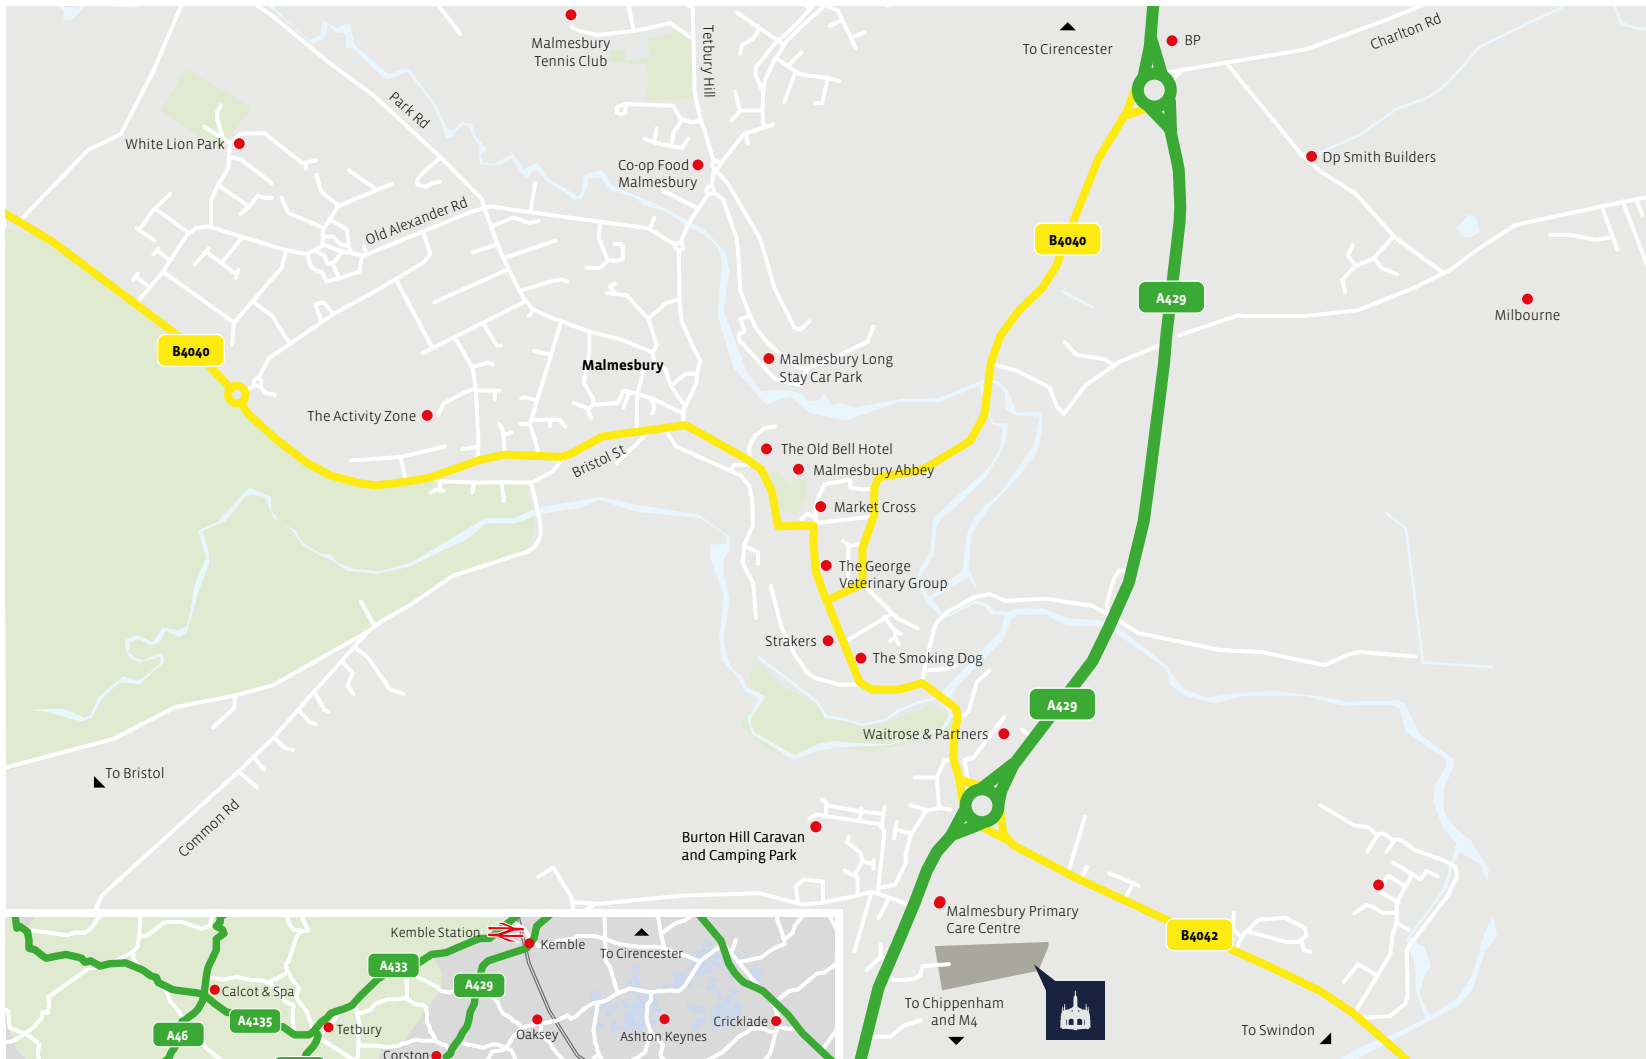 Malmesbury
Tennis Club
Tetbury Hill
To Cirencester
BP
Charlton Rd
Park Rd
White Lion Park
Co-op Food
Malmesbury
Dp Smith Builders
Old Alexander Rd
B4040
A429
Milbourne
B4040
Malmesbury
Malmesbury Long
Stay Car Park
The Activity Zone
Bristol St
The Old Bell Hotel
Malmesbury Abbey
Market Cross
The George
Veterinary Group
Strakers
The Smoking Dog
A429
Waitrose & Partners
To Bristol
Common Rd
Burton Hill Caravan
and Camping Park
Malmesbury Primary
Care Centre
B4042
To Chippenham
and M4
To Swindon
Kemble Station
Kemble
To Cirencester
A433
A429
Calcot & Spa
A4135
A46
Tetbury
Oaksey
Ashton Keynes
Cricklade
Corston